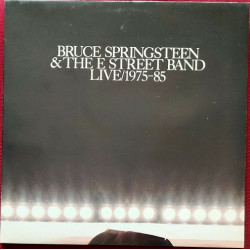 BRUCE SPRINGSTEEN
& THE E STREET BAND
LIVE/1975-85